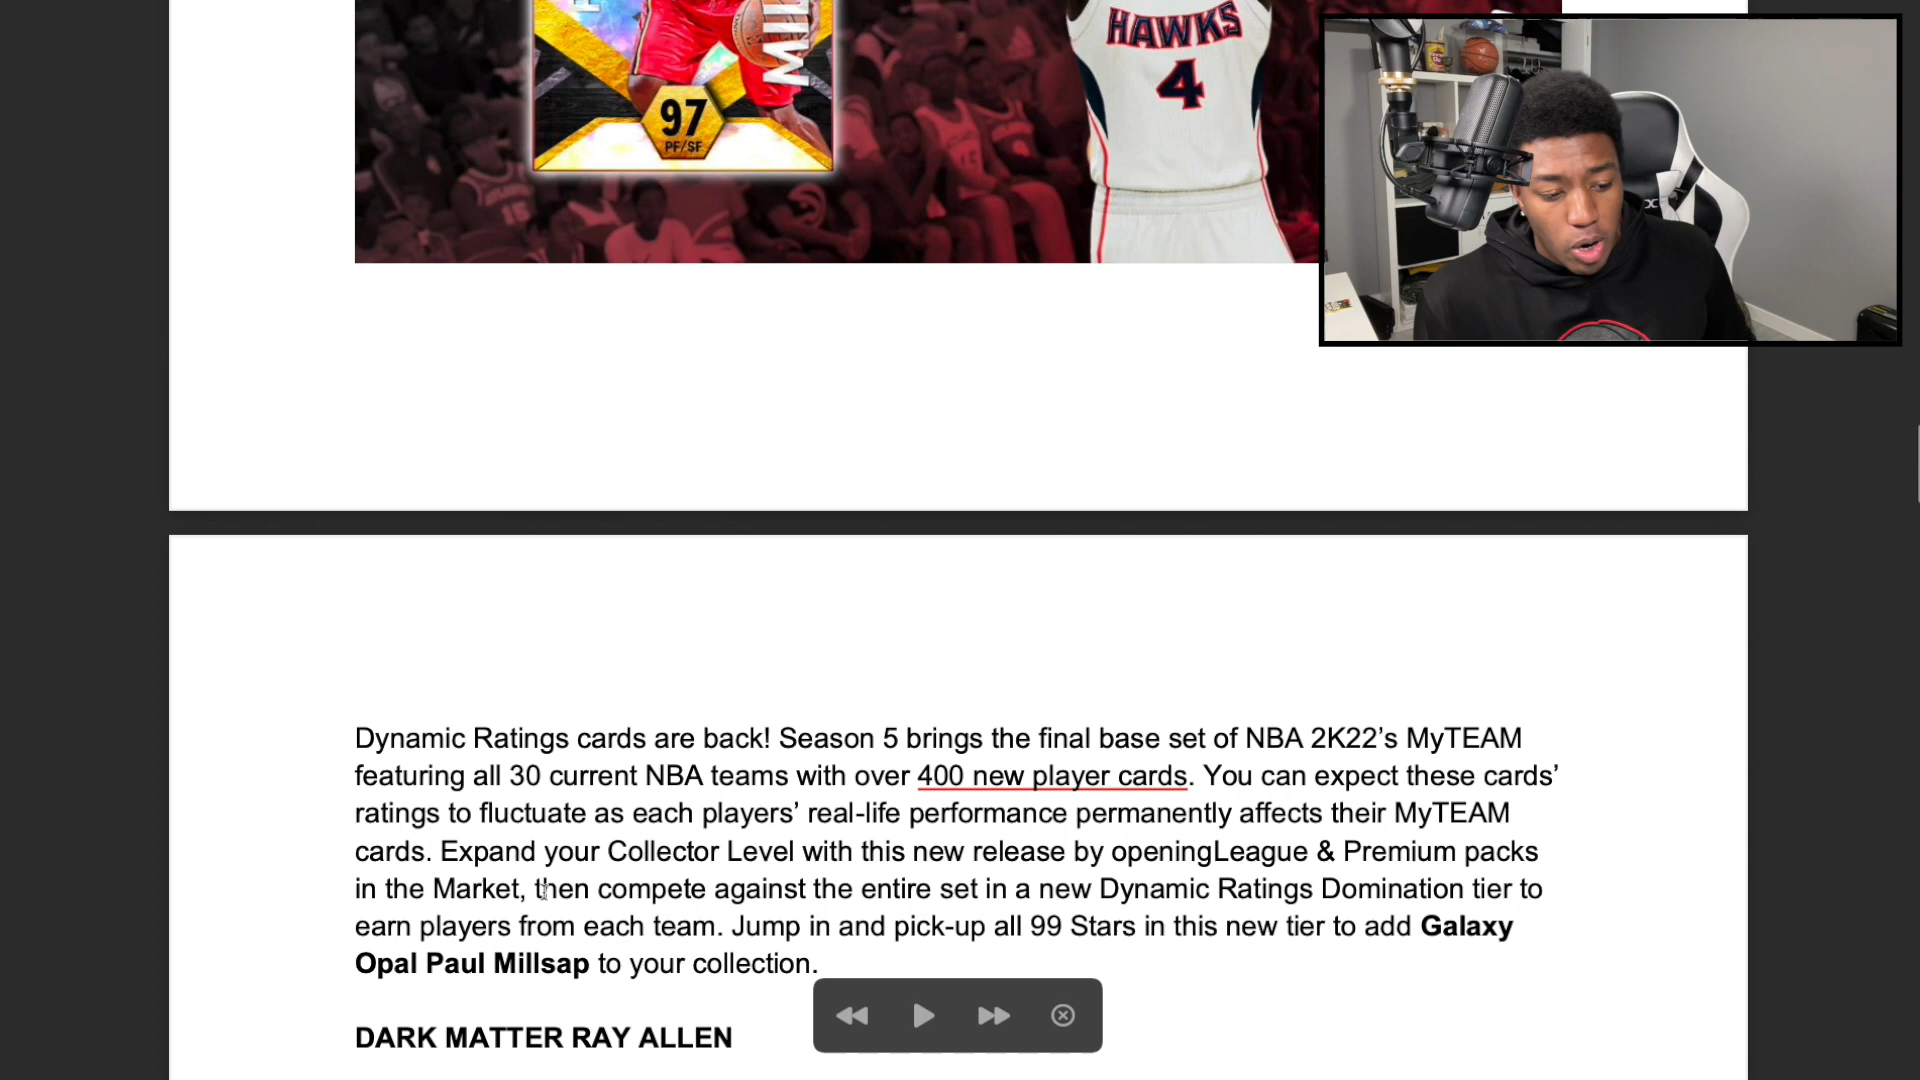 HAWKS
4
MIL
97
PF/SF
Dynamic Ratings cards are back! Season 5 brings the final base set of NBA 2K22’s MyTEAM
featuring all 30 current NBA teams with over 400 new player cards. You can expect these cards’
ratings to fluctuate as each players’ real-life performance permanently affects their MyTEAM
cards. Expand your Collector Level with this new release by openingLeague & Premium packs
in the Market, then compete against the entire set in a new Dynamic Ratings Domination tier to
earn players from each team. Jump in and pick-up all 99 Stars in this new tier to add Galaxy
Opal Paul Millsap to your collection.
DARK MATTER RAY ALLEN